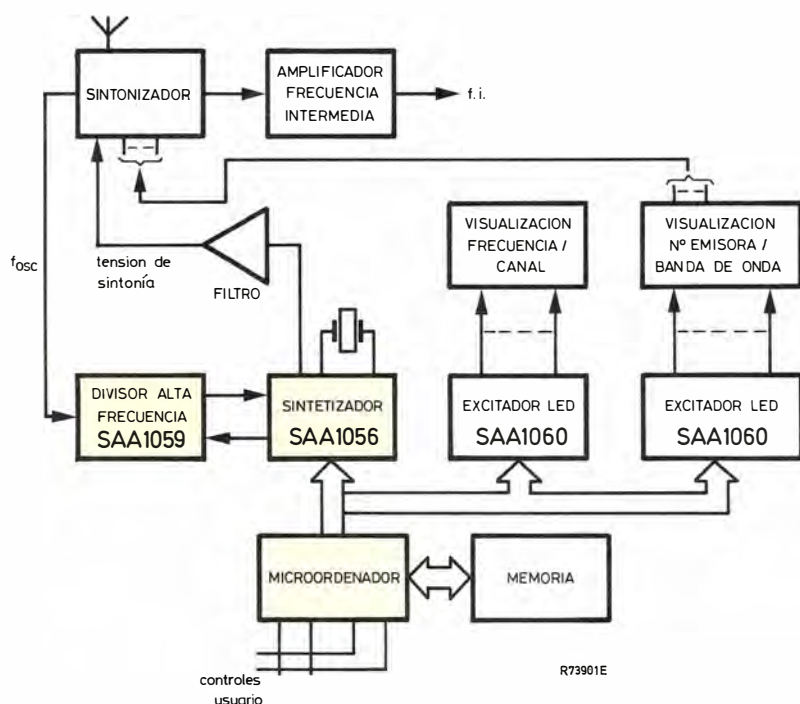 SINTONIZADOR
AMPLIFICADOR
FRECUENCIA
INTERMEDIA
f. i.
fosc
tension de
sintonía
FILTRO
VISUALIZACION
FRECUENCIA /
CANAL
VISUALIZACION
Nº EMISORA /
BANDA DE ONDA
DIVISOR ALTA
FRECUENCIA
SAA1059
SINTETIZADOR
SAA1056
EXCITADOR LED
SAA1060
EXCITADOR LED
SAA1060
MICROORDENADOR
MEMORIA
controles
usuario
R73901E